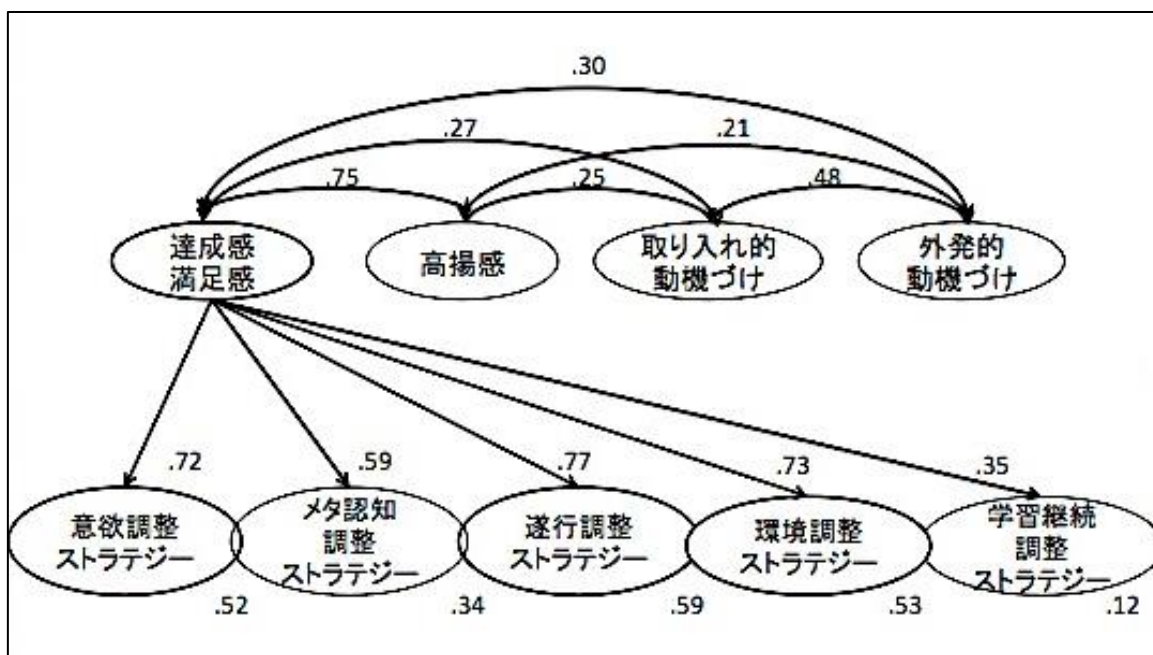 .30
.27
.21
.75
.25
.48
達成感
満足感
高揚感
取り入れ的
動機づけ
外発的
動機づけ
.72
.59
.77
.73
.35
意欲調整
ストラテジー
メタ認知
調整
ストラテジー
遂行調整
ストラテジー
環境調整
ストラテジー
学習継続
調整
ストラテジー
.52
.34
.59
.53
.12